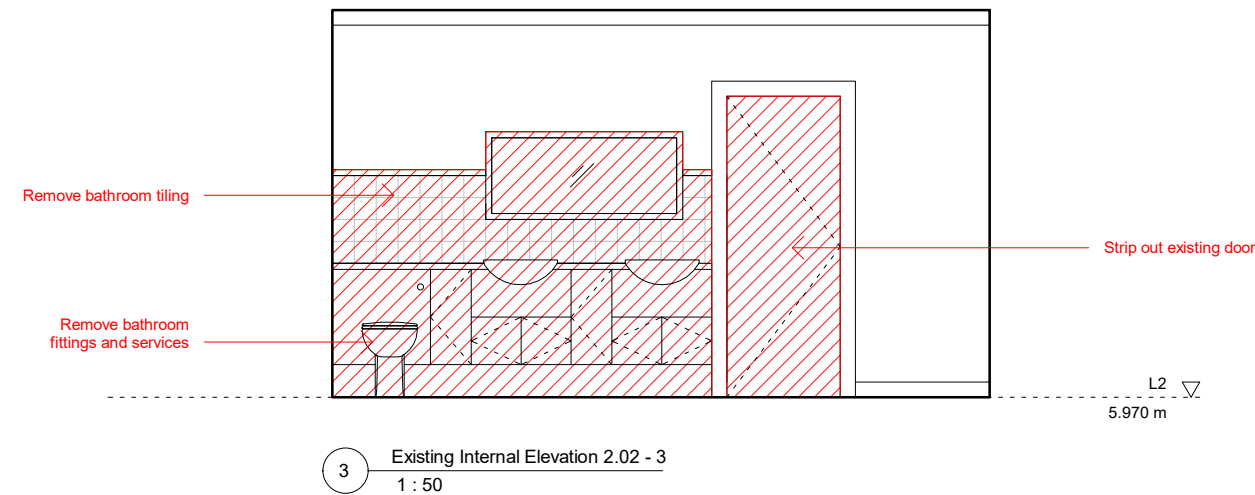 Remove bathroom tiling
Strip out existing door
Remove bathroom
fittings and services
L2
5.970 m
3
Existing Internal Elevation 2.02 - 3
1 : 50